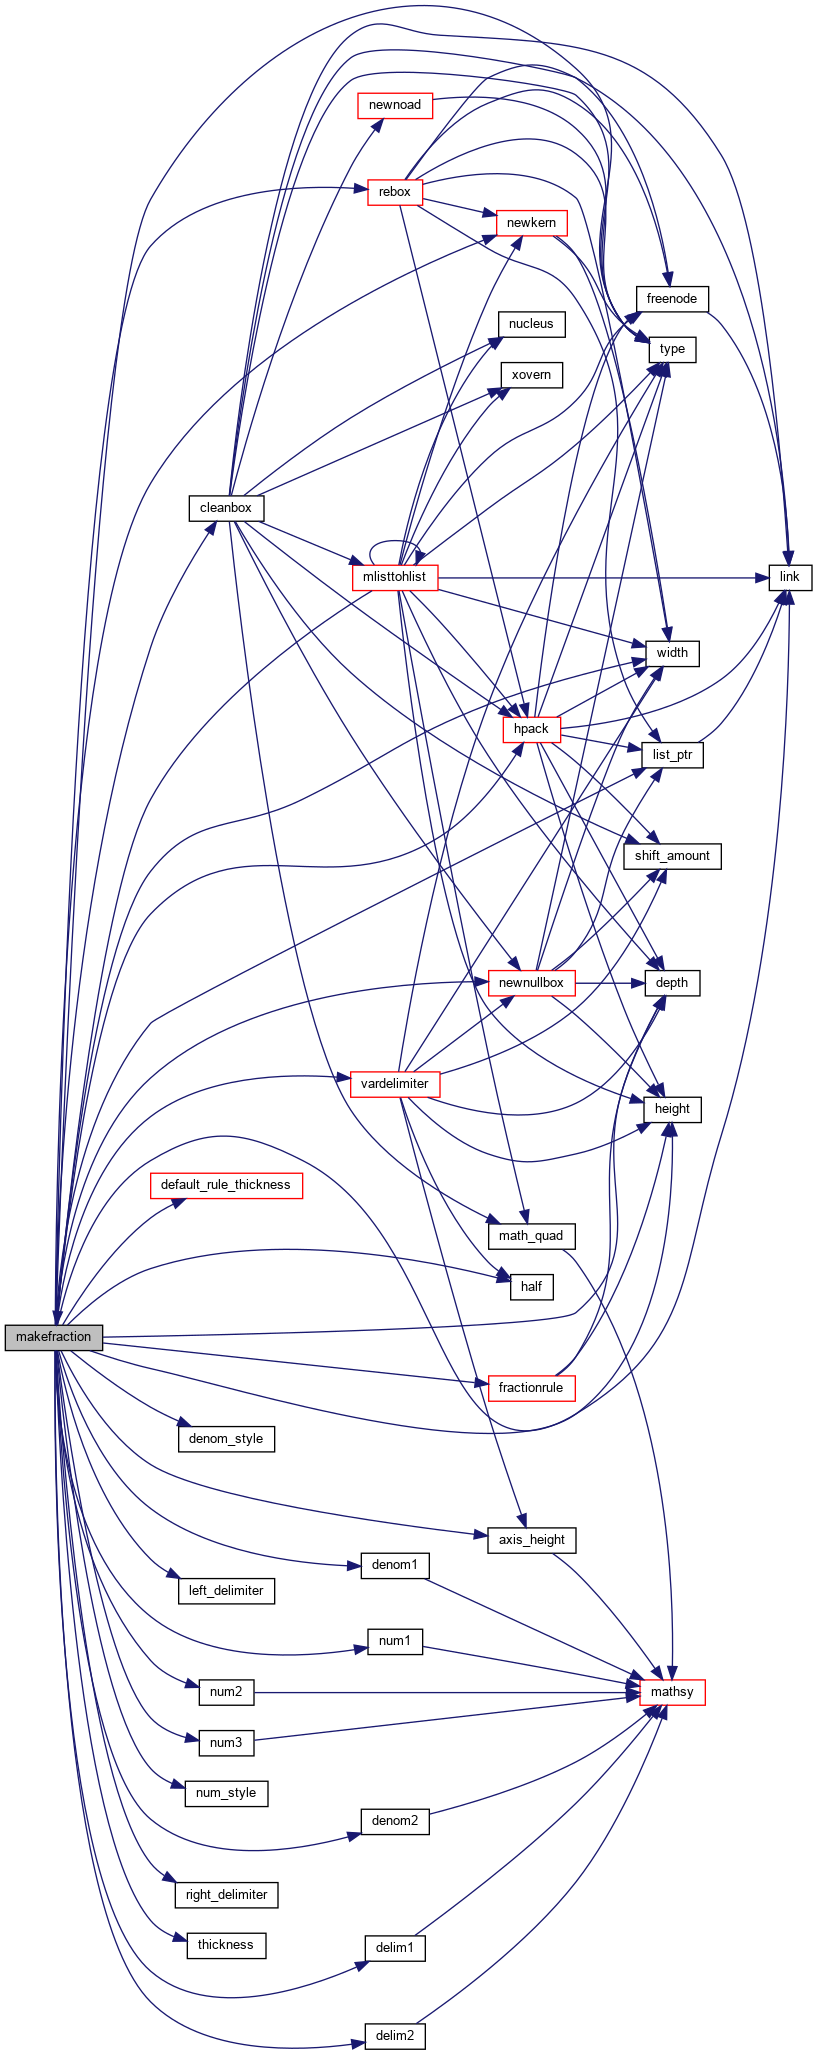 newnoad
rebox
newkern
freenode
nucleus
type
xovern
cleanbox
mlisttohlist
link
width
hpack
list_ptr
shift_amount
newnullbox
depth
vardelimiter
height
default_rule_thickness
math_quad
half
makefraction
fractionrule
denom_style
axis_height
denom1
left_delimiter
num1
num2
mathsy
num3
num_style
denom2
right_delimiter
thickness
delim1
delim2